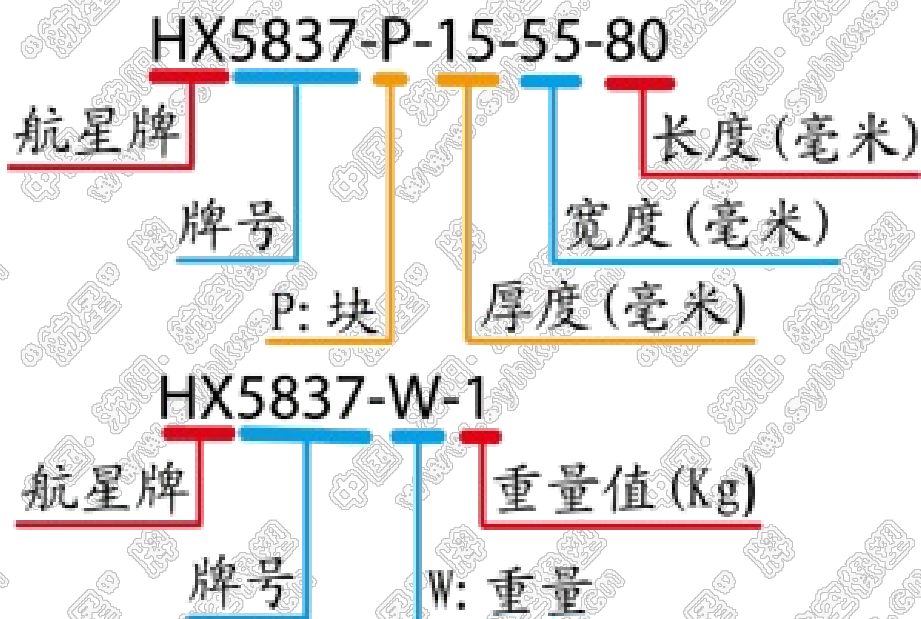 HX5837-P-15-55-80
航星牌
长度(毫米)
牌号
宽度(毫米)
P: 块
厚度(毫米)
HX5837-W-1
航星牌
重量值(Kg)
牌号
W: 重量